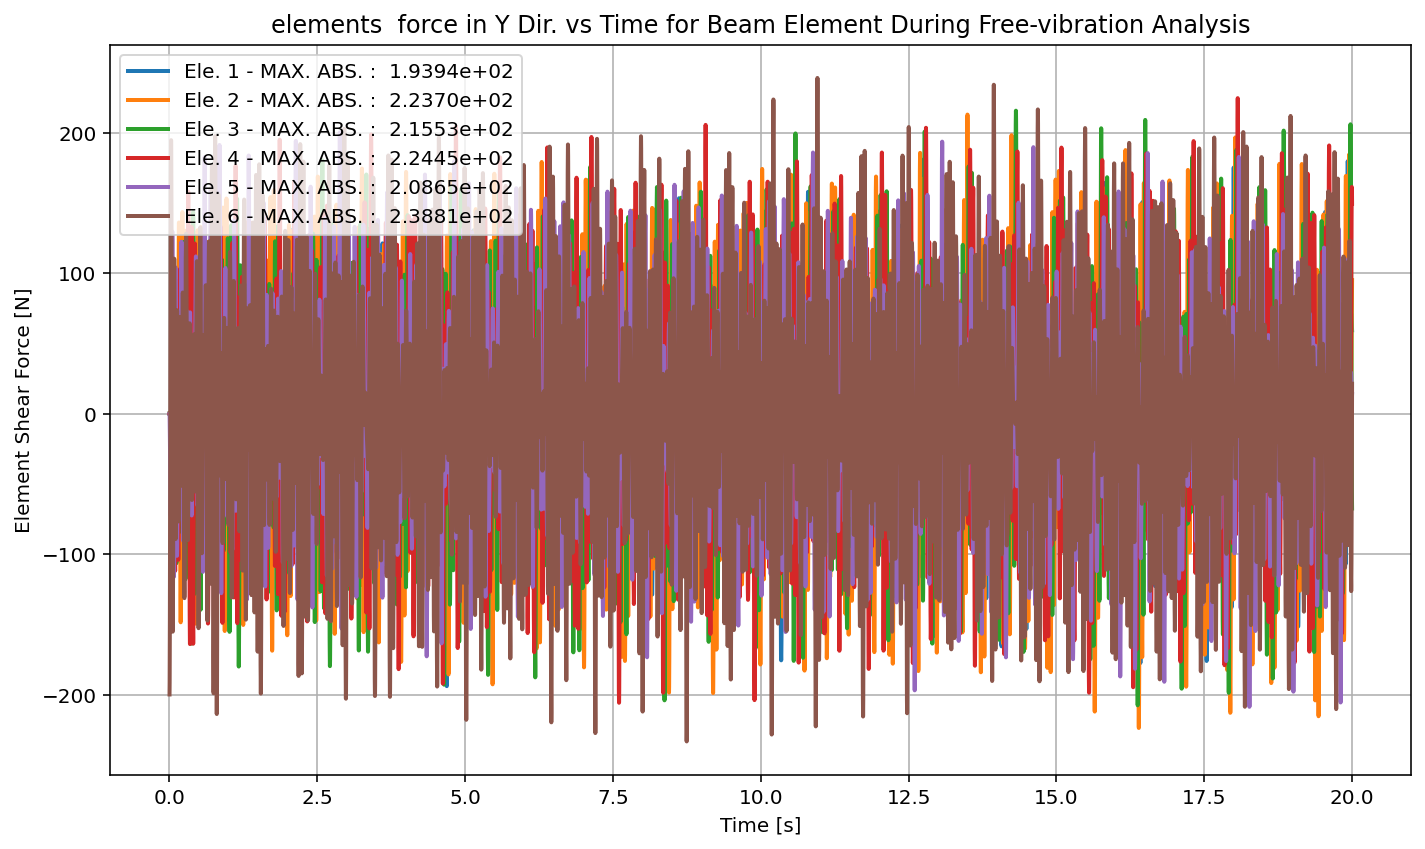 elements  force in Y Dir. vs Time for Beam Element During Free-vibration Analysis
Ele. 1 - MAX. ABS. :  1.9394e+02
Ele. 2 - MAX. ABS. :  2.2370e+02
Ele. 3 - MAX. ABS. :  2.1553e+02
Ele. 4 - MAX. ABS. :  2.2445e+02
Ele. 5 - MAX. ABS. :  2.0865e+02
Ele. 6 - MAX. ABS. :  2.3881e+02
Element Shear Force [N]
200
100
0
−100
−200
0.0 2.5 5.0 7.5 10.0 12.5 15.0 17.5 20.0
Time [s]